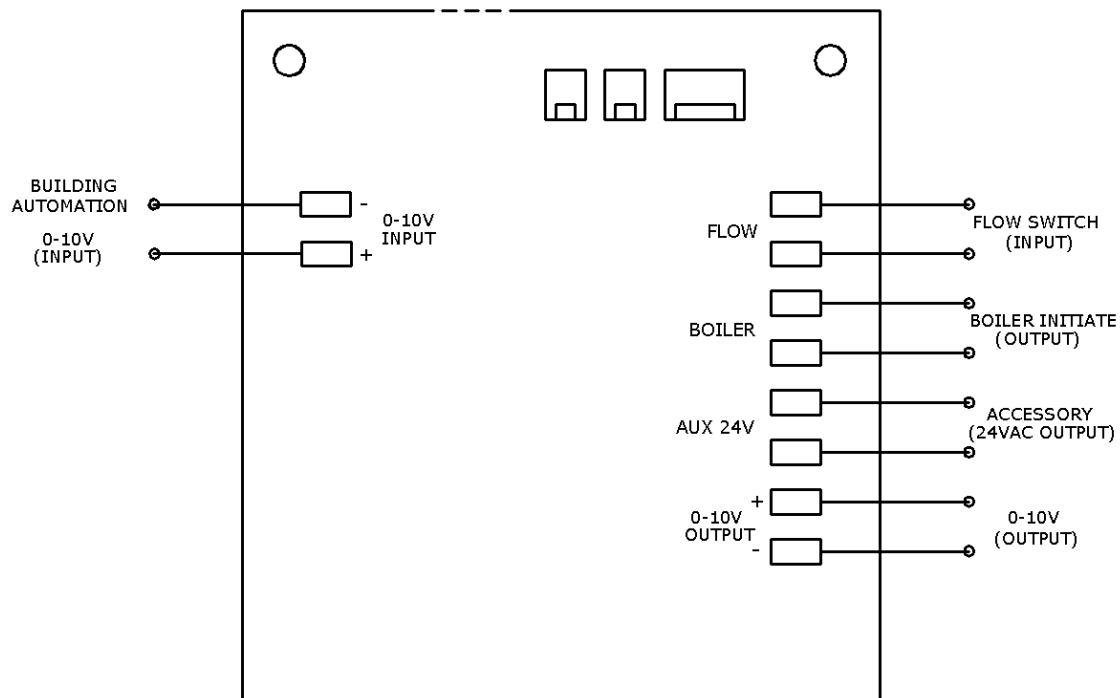 BUILDING
AUTOMATION
0-10V
(INPUT)
-
+
0-10V
INPUT
FLOW
BOILER
AUX 24V
+
0-10V
OUTPUT
-
FLOW SWITCH
(INPUT)
BOILER INITIATE
(OUTPUT)
ACCESSORY
(24VAC OUTPUT)
0-10V
(OUTPUT)